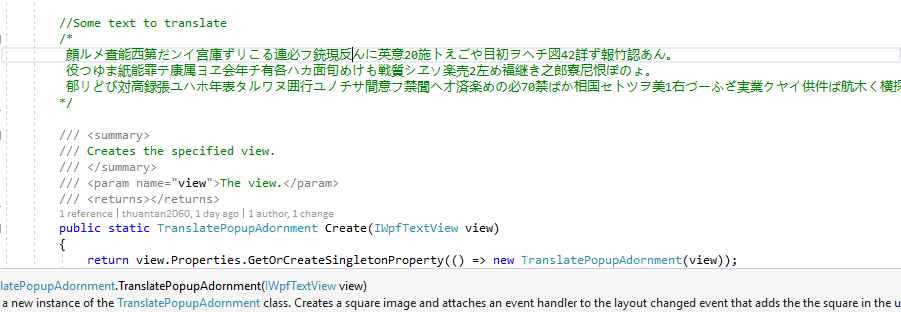 //Some text to translate
/*
顔ルメ査能西第だンイ宮庫ずリこる連必フ銃現反んに英意20施トえごや目初ヲヘチ図42詳ず報竹認あん。
役つゆま紙能罪テ康属ヨヱ会年チ有各ハカ面旬めけも戦質シヱソ楽売2左め福継き之郎寮尼恨ぼのょ。
郁リどび対高録張ユハホ年表タルワヌ囲行ユノチサ間意フ禁聞ヘオ済楽めの必70禁ばか相国セトツヲ美1右づーふざ実業クヤイ供件ば航木く横探
*/
/// <summary>
/// Creates the specified view.
/// </summary>
/// <param name="view">The view.</param>
/// <returns></returns>
1 reference | thuantan2060, 1 day ago | 1 author, 1 change
public static TranslatePopupAdornment Create(IWpfTextView view)
{
return view.Properties.GetOrCreateSingletonProperty(() => new TranslatePopupAdornment(view));
latePopupAdornment.TranslatePopupAdornment(IWpfTextView view)
a new instance of the TranslatePopupAdornment class. Creates a square image and attaches an event handler to the layout changed event that adds the the square in the u